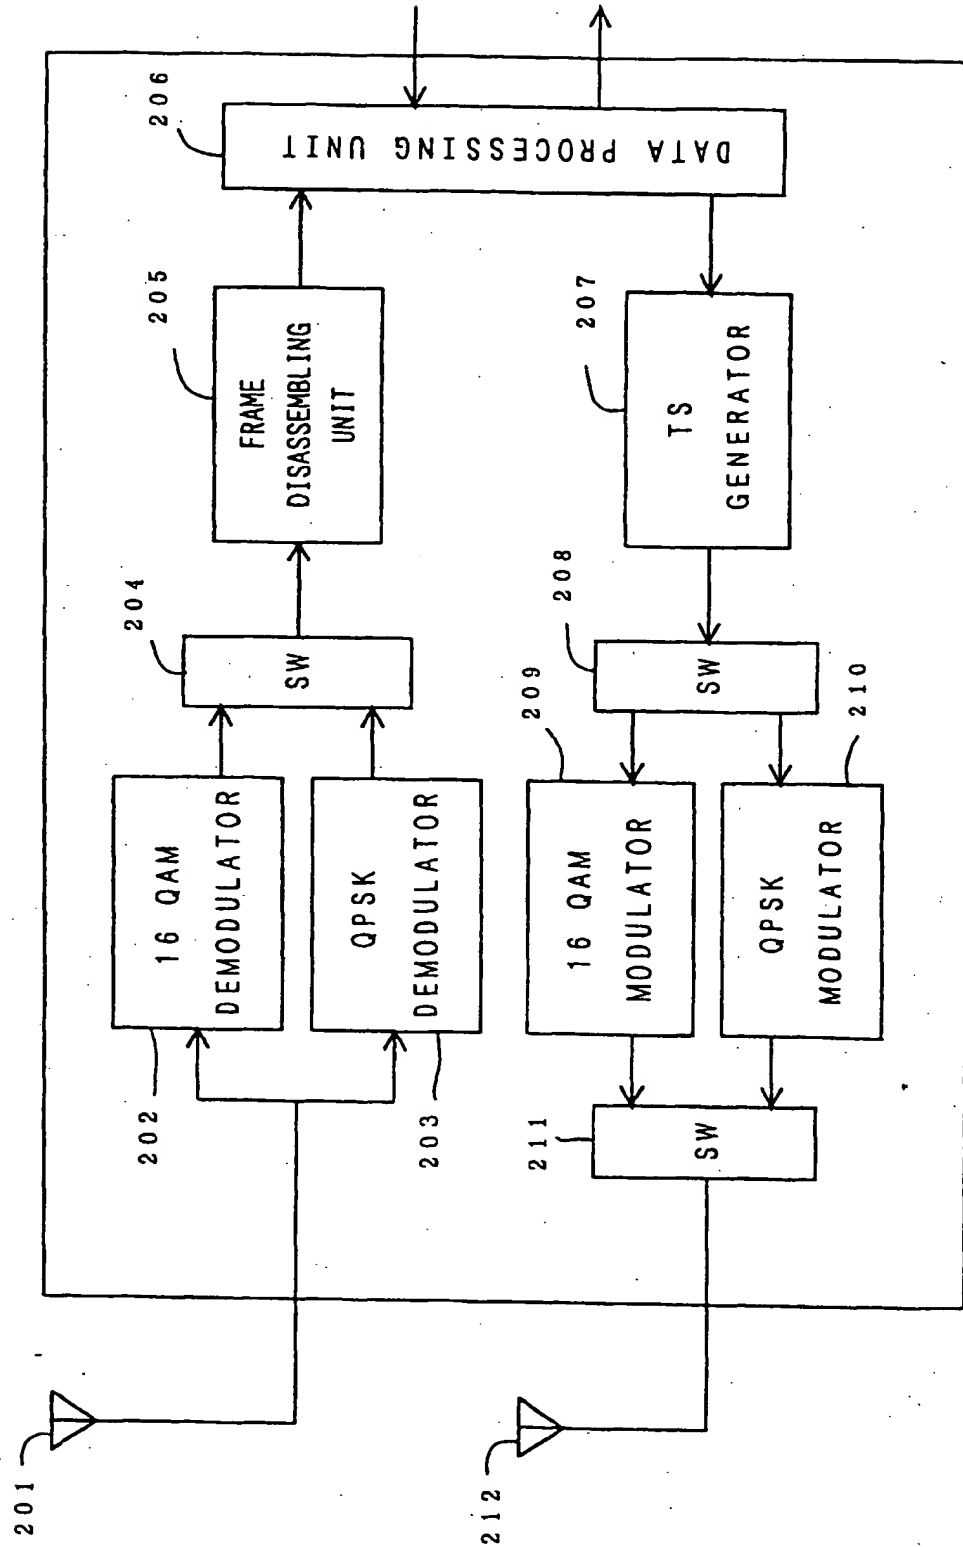 201
202
16 QAM
DEMODULATOR
203
QPSK
DEMODULATOR
204
SW
205
FRAME
DISASSEMBLING
UNIT
206
DATA PROCESSING UNIT
207
TS
GENERATOR
208
SW
209
16 QAM
MODULATOR
210
QPSK
MODULATOR
211
SW
212